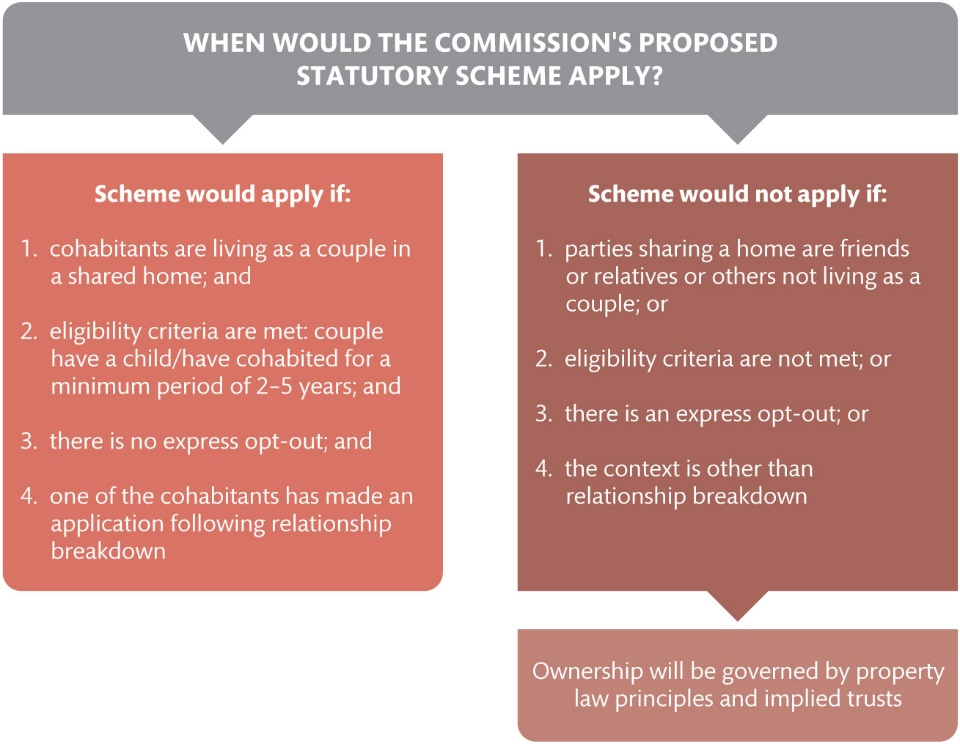 WHEN WOULD THE COMMISSION'S PROPOSED
STATUTORY SCHEME APPLY?
Scheme would apply if:
1. cohabitants are living as a couple in
a shared home; and
2. eligibility criteria are met: couple
have a child/have cohabited for a
minimum period of 2–5 years; and
3. there is no express opt-out; and
4. one of the cohabitants has made an
application following relationship
breakdown
Scheme would not apply if:
1. parties sharing a home are friends
or relatives or others not living as a
couple; or
2. eligibility criteria are not met; or
3. there is an express opt-out; or
4. the context is other than
relationship breakdown
Ownership will be governed by property
law principles and implied trusts